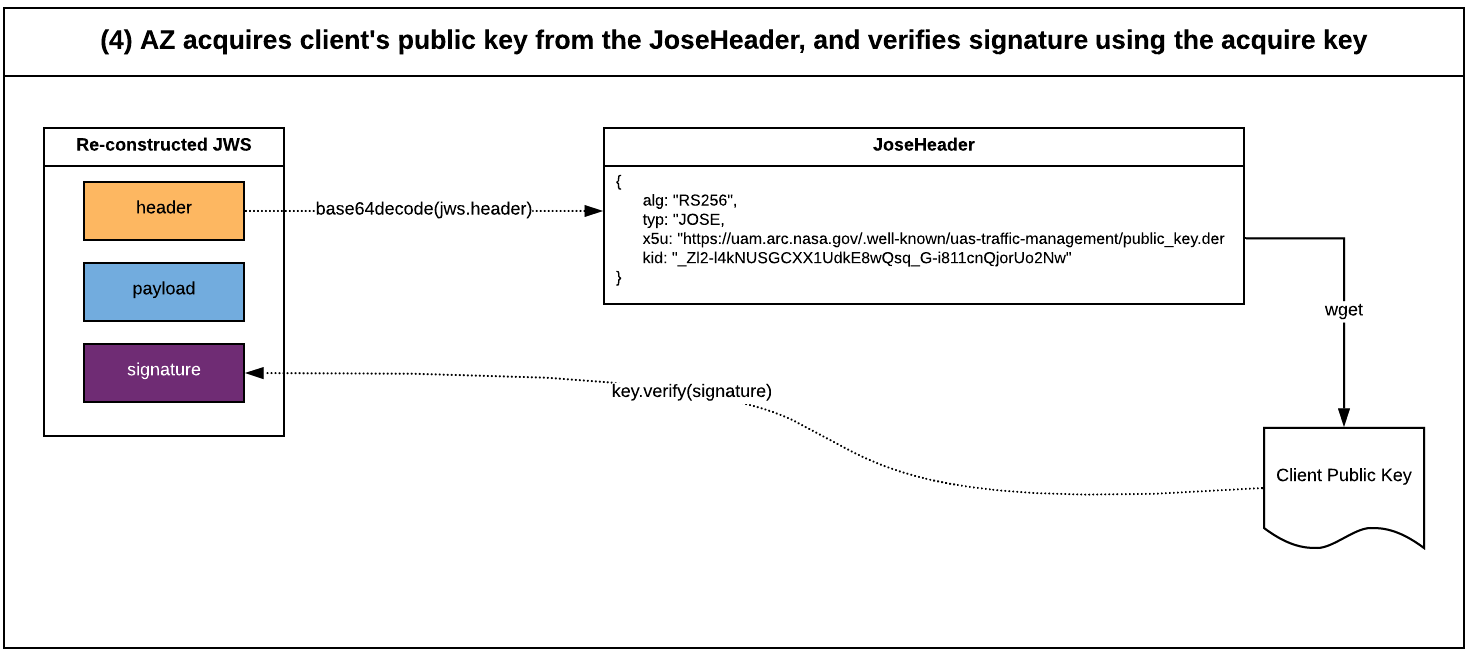 (4) AZ acquires client's public key from the JoseHeader, and verifies signature using the acquire key
Re-constructed JWS
header
payload
signature
base64decode(jws.header)
JoseHeader
{
alg: "RS256",
typ: "JOSE,
x5u: "https://uam.arc.nasa.gov/.well-known/uas-traffic-management/public_key.der
kid: "_Zl2-l4kNUSGCXX1UdkE8wQsq_G-i811cnQjorUo2Nw"
}
wget
key.verify(signature)
Client Public Key